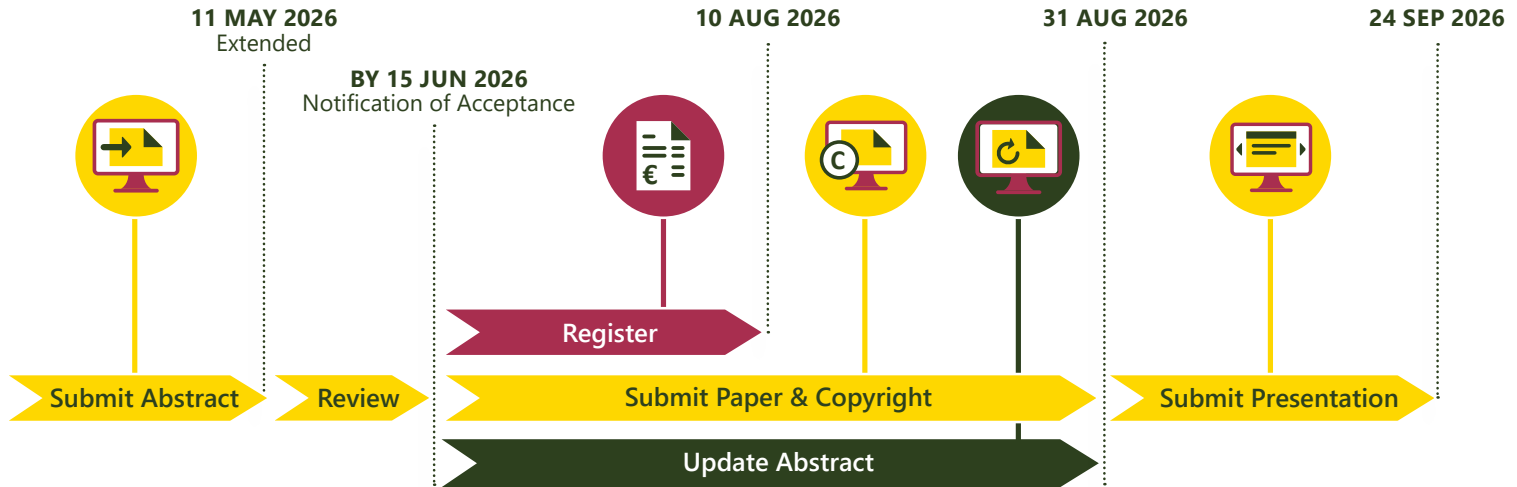 11 MAY 2026
Extended
BY 15 JUN 2026
Notification of Acceptance
10 AUG 2026
31 AUG 2026
24 SEP 2026
€
C
Register
Submit Abstract
Review
Submit Paper & Copyright
Submit Presentation
Update Abstract